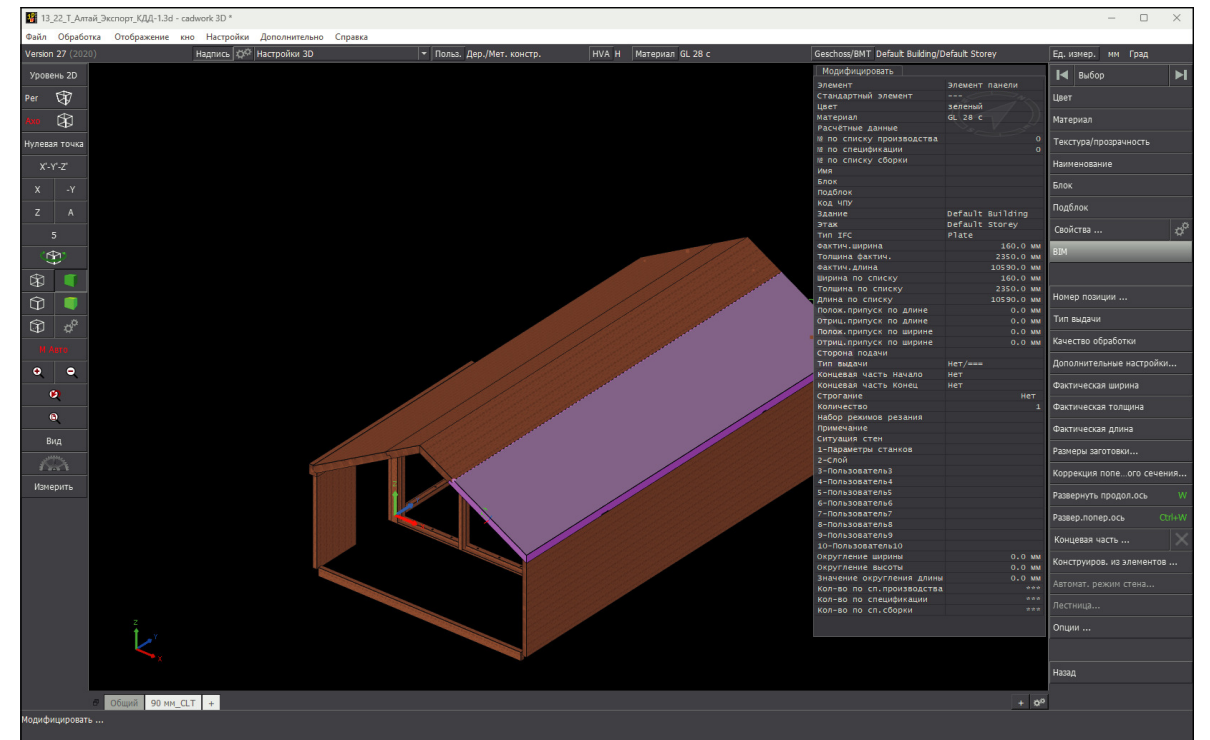 13_22_Т_Алтай_Экспорт_КДД-1.3d - cadwork 3D *
Файл Обработка Отображение кно Настройки Дополнительно Справка
Version 27 (2020) Надпись Настройки 3D Польз. Дер./Мет. констр. HVA H Материал GL 28 c Geschoss/BMT Default Building/Default Storey Ед. измер. мм Град
Уровень 2D
Per
Axo
Нулевая точка
X'-Y'-Z'
X -Y
Z A
5
М Авто
Вид
Измерить
Модифицировать
Элемент Элемент панели
Стандартный элемент ---
Цвет зеленый
Материал GL 28 c
Расчётные данные
№ по списку производства 0
№ по спецификации 0
№ по списку сборки
Имя
Блок
Подблок
Код ЧПУ
Здание Default Building
Этаж Default Storey
Тип IFC Plate
Фактич.ширина 160.0 мм
Толщина фактич. 2350.0 мм
Фактич.длина 10590.0 мм
Ширина по списку 160.0 мм
Толщина по списку 2350.0 мм
Длина по списку 10590.0 мм
Полож.припуск по длине 0.0 мм
Отриц.припуск по длине 0.0 мм
Полож.припуск по ширине 0.0 мм
Отриц.припуск по ширине 0.0 мм
Сторона подачи
Тип выдачи Нет/===
Концевая часть Начало Нет
Концевая часть Конец Нет
Строгание Нет
Количество 1
Набор режимов резания
Примечание
Ситуация стен
1-Параметры станков
2-Слой
3-Пользователь3
4-Пользователь4
5-Пользователь5
6-Пользователь6
7-Пользователь7
8-Пользователь8
9-Пользователь9
10-Пользователь10
Округление ширины 0.0 мм
Округление высоты 0.0 мм
Значение округления длины 0.0 мм
Кол-во по сп.производства ***
Кол-во по спецификации ***
Кол-во по сп.сборки ***
Выбор
Цвет
Материал
Текстура/прозрачность
Наименование
Блок
Подблок
Свойства ...
BIM
Номер позиции ...
Тип выдачи
Качество обработки
Дополнительные настройки...
Фактическая ширина
Фактическая толщина
Фактическая длина
Размеры заготовки...
Коррекция попе...ого сечения...
Развернуть продол.ось W
Развер.попер.ось Ctrl+W
Концевая часть ...
Конструиров. из элементов ...
Автомат. режим стена...
Лестница...
Опции ...
Назад
z
z
Y
X
Общий 90 мм_CLT + +
Модифицировать ...